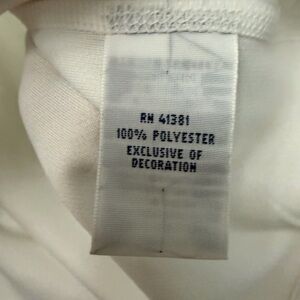 RN 41381
100% POLYESTER
EXCLUSIVE OF
DECORATION